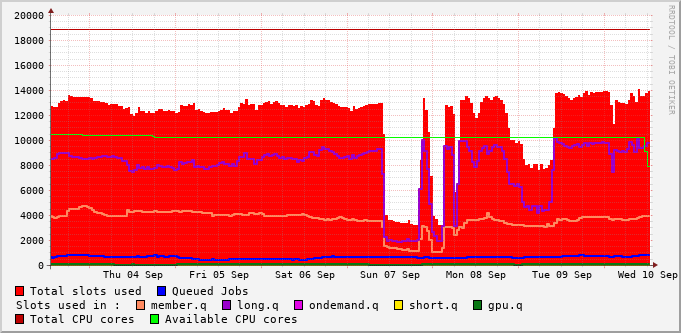 RRDTOOL / TOBI OETIKER
20000
18000
16000
14000
12000
10000
8000
6000
4000
2000
0
Thu 04 Sep Fri 05 Sep Sat 06 Sep Sun 07 Sep Mon 08 Sep Tue 09 Sep Wed 10 Sep
Total slots used Queued Jobs
Slots used in : member.q long.q ondemand.q short.q gpu.q
Total CPU cores Available CPU cores